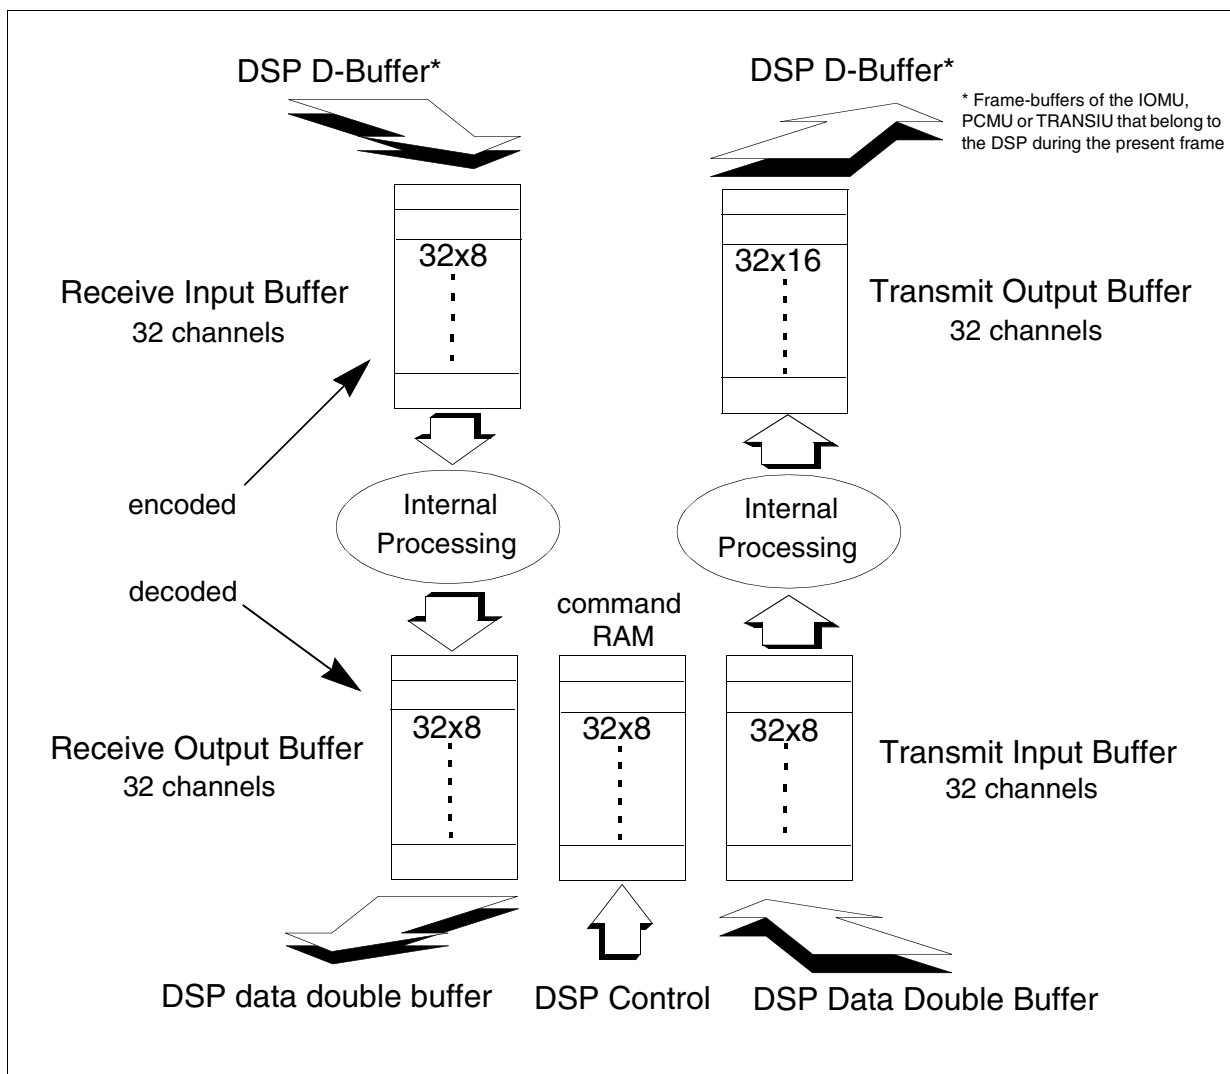 DSP D-Buffer*
DSP D-Buffer*
* Frame-buffers of the IOMU,
PCMU or TRANSIU that belong to
the DSP during the present frame
32x8
32x16
Receive Input Buffer
32 channels
Transmit Output Buffer
32 channels
encoded
Internal
Processing
Internal
Processing
decoded
command
RAM
32x8
32x8
32x8
Receive Output Buffer
32 channels
Transmit Input Buffer
32 channels
DSP data double buffer
DSP Control
DSP Data Double Buffer